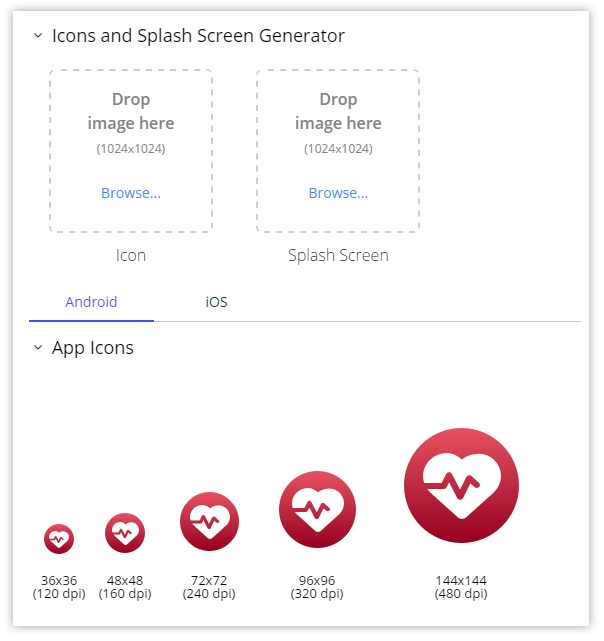 Icons and Splash Screen Generator
Drop
image here
(1024x1024)
Browse...
Icon
Drop
image here
(1024x1024)
Browse...
Splash Screen
Android
iOS
App Icons
36x36
(120 dpi)
48x48
(160 dpi)
72x72
(240 dpi)
96x96
(320 dpi)
144x144
(480 dpi)